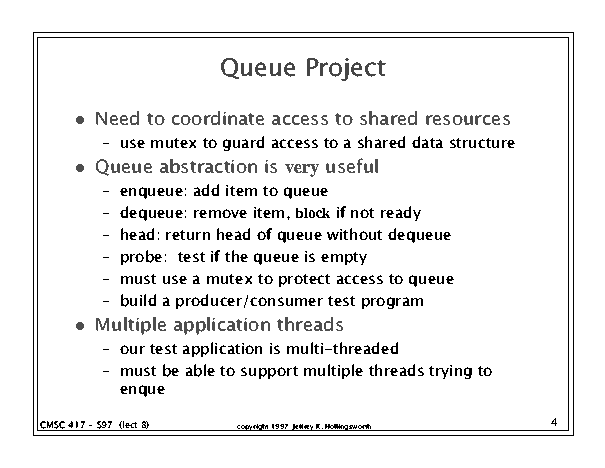 Queue Project
● Need to coordinate access to shared resources
– use mutex to guard access to a shared data structure
● Queue abstraction is very useful
– enqueue: add item to queue
– dequeue: remove item, block if not ready
– head: return head of queue without dequeue
– probe: test if the queue is empty
– must use a mutex to protect access to queue
– build a producer/consumer test program
● Multiple application threads
– our test application is multi-threaded
– must be able to support multiple threads trying to
enque
CMSC 417 - S97 (lect 8)
copyright 1997 Jeffrey K. Hollingsworth
4